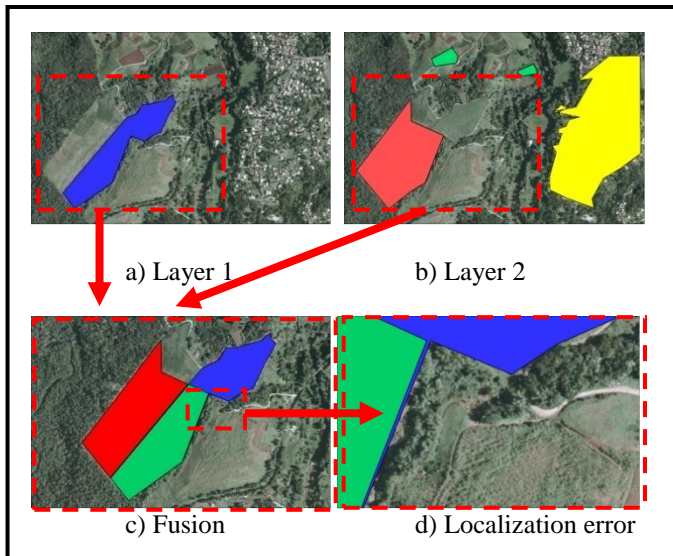 a) Layer 1
b) Layer 2
c) Fusion
d) Localization error